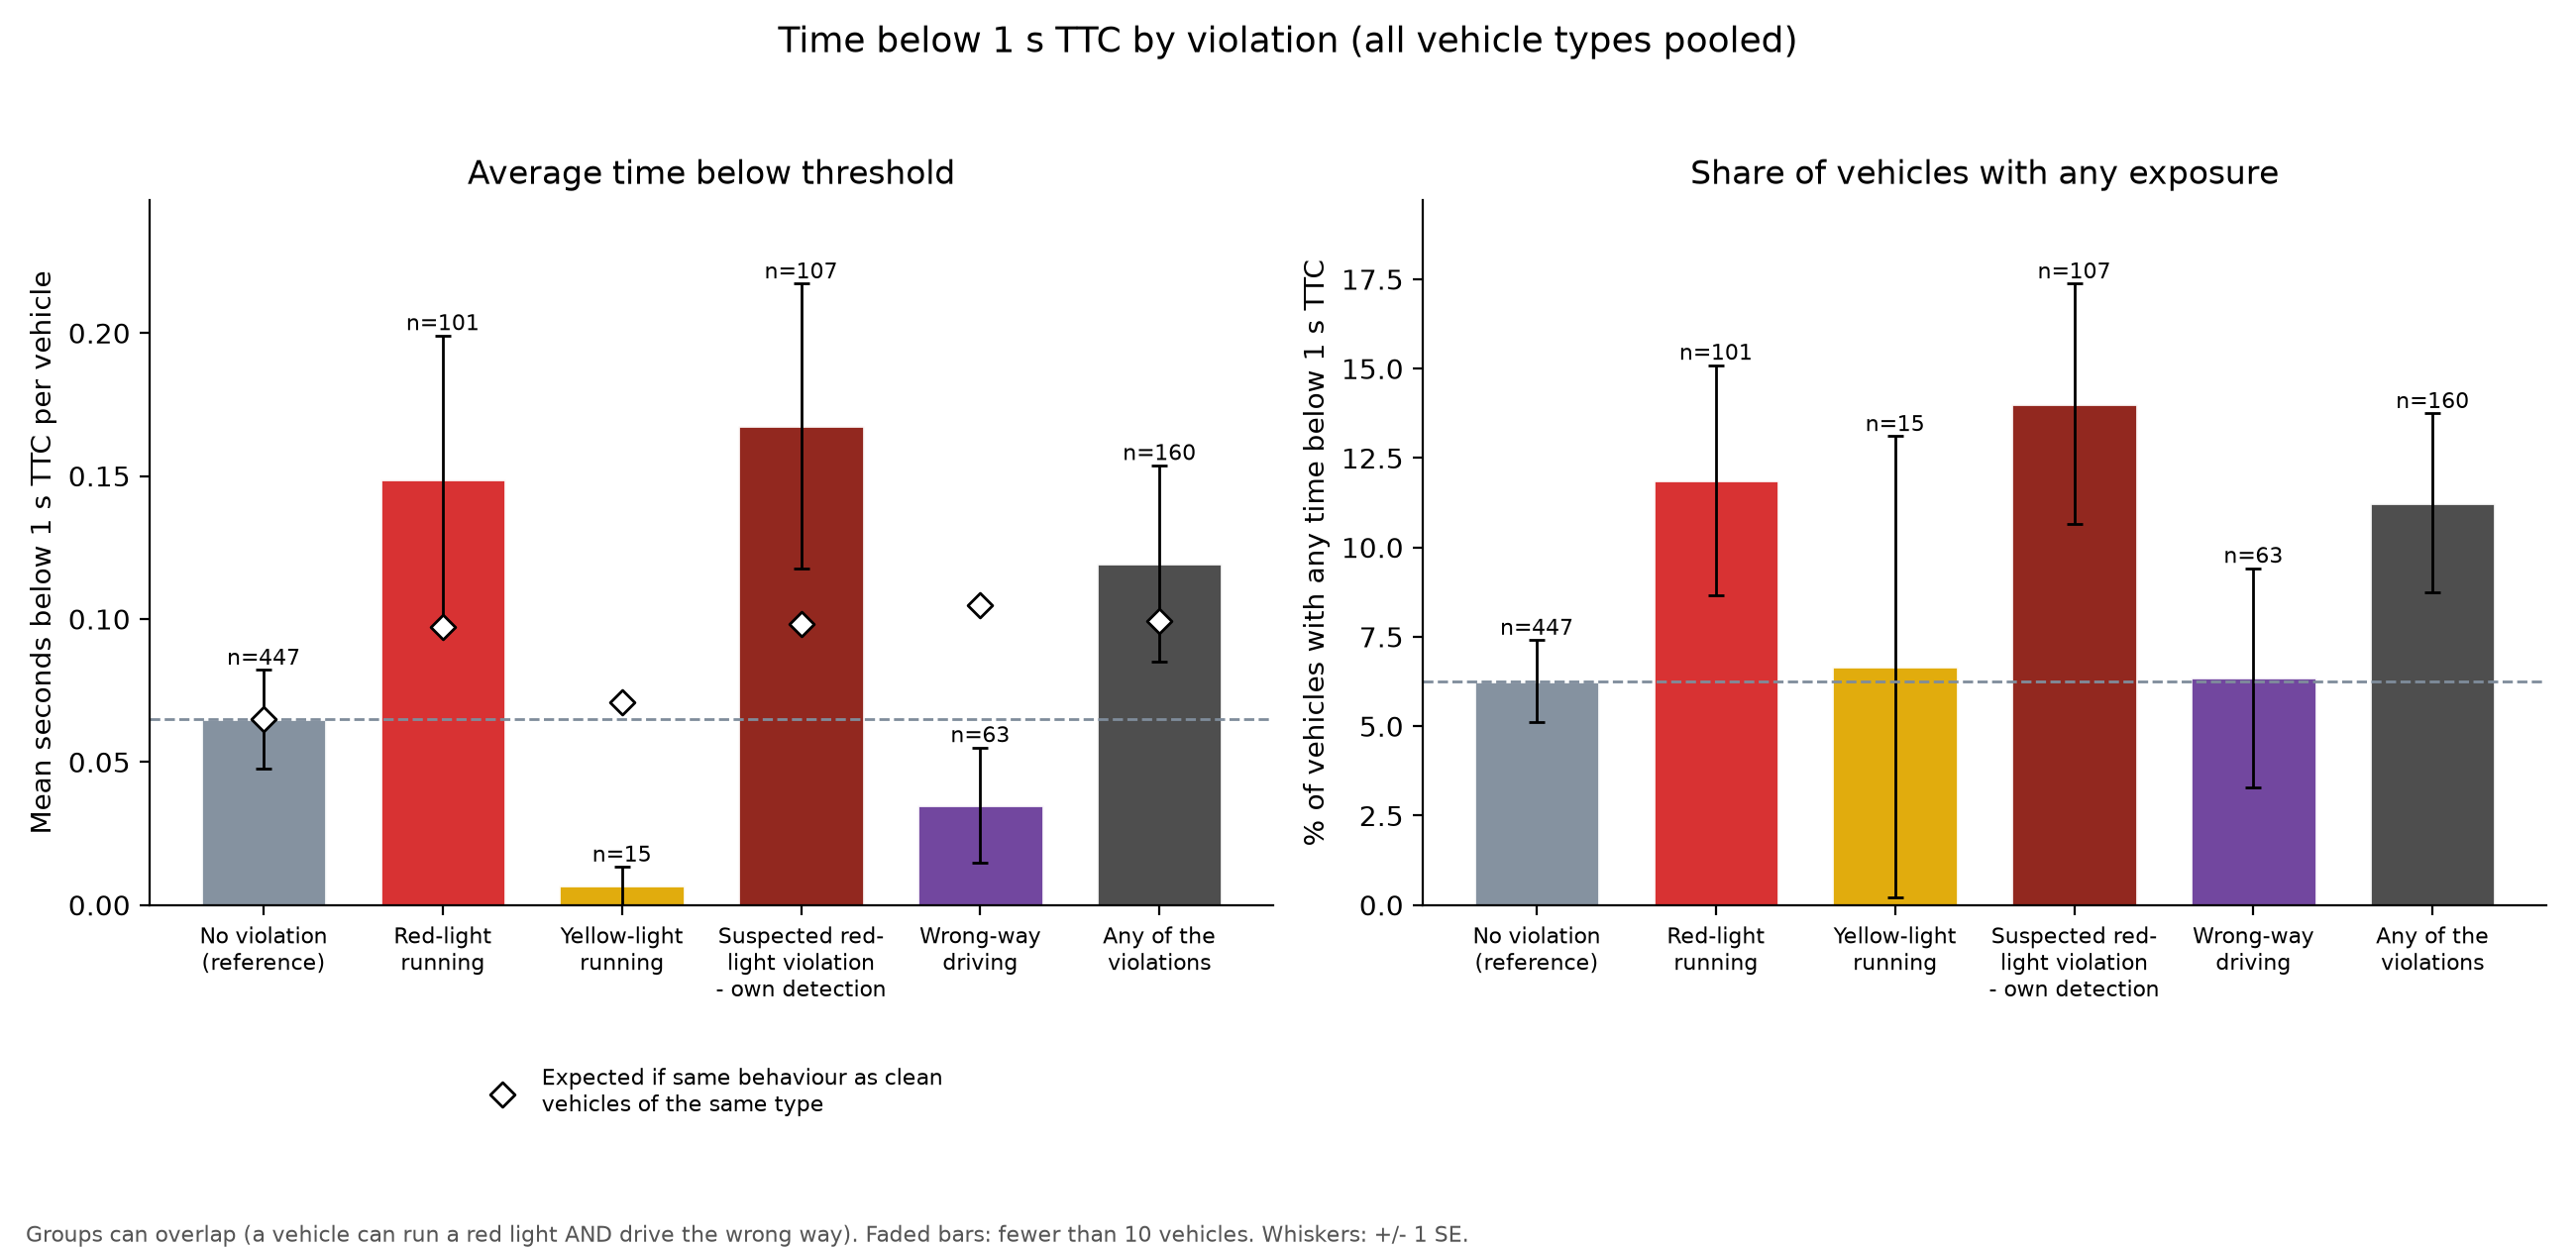 Time below 1 s TTC by violation (all vehicle types pooled)
Average time below threshold
Mean seconds below 1 s TTC per vehicle
0.20
0.15
0.10
0.05
0.00
n=447
n=101
n=15
n=107
n=63
n=160
No violation
(reference)
Red-light
running
Yellow-light
running
Suspected red-
light violation
- own detection
Wrong-way
driving
Any of the
violations
Expected if same behaviour as clean
vehicles of the same type
Share of vehicles with any exposure
% of vehicles with any time below 1 s TTC
17.5
15.0
12.5
10.0
7.5
5.0
2.5
0.0
n=447
n=101
n=15
n=107
n=63
n=160
No violation
(reference)
Red-light
running
Yellow-light
running
Suspected red-
light violation
- own detection
Wrong-way
driving
Any of the
violations
Groups can overlap (a vehicle can run a red light AND drive the wrong way). Faded bars: fewer than 10 vehicles. Whiskers: +/- 1 SE.